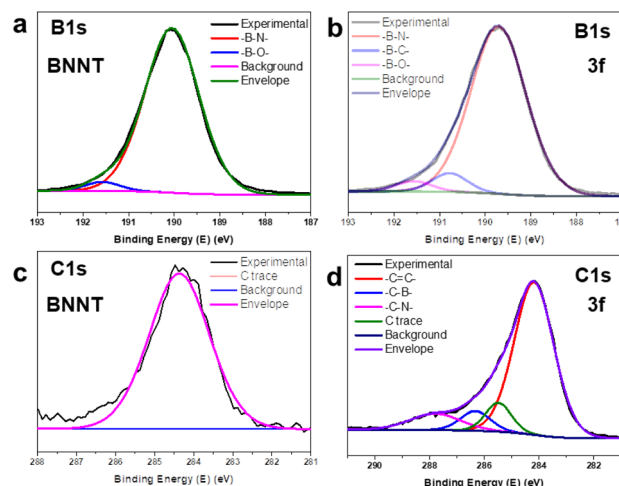 a
B1s
BNNT
Experimental
-B-N-
-B-O-
Background
Envelope
193 192 191 190 189 188 187
Binding Energy (E) (eV)
b
B1s
3f
Experimental
-B-N-
-B-C-
-B-O-
Background
Envelope
193 192 191 190 189 188
Binding Energy (E) (eV)
c
C1s
BNNT
Experimental
C trace
Background
Envelope
288 287 286 285 284 283 282 281
Binding Energy (E) (eV)
d
C1s
3f
Experimental
-C=C-
-C-B-
-C-N-
C trace
Background
Envelope
290 288 286 284 282
Binding Energy (E) (eV)